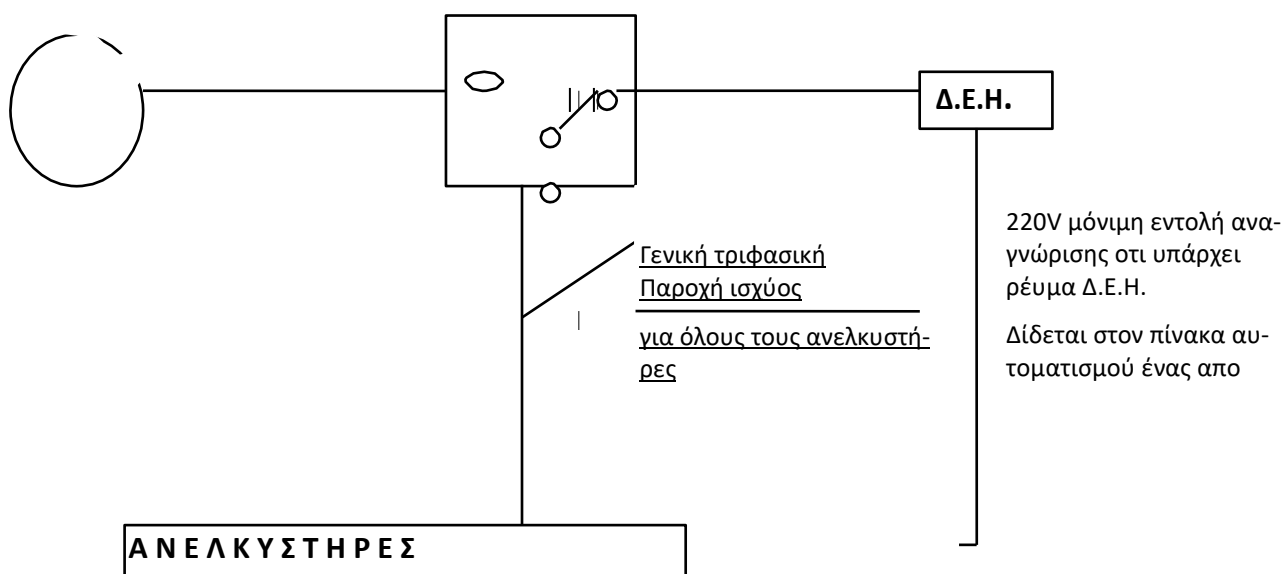 Δ.Ε.Η.
220V μόνιμη εντολή ανα-
γνώρισης οτι υπάρχει
ρέυμα Δ.Ε.Η.
Δίδεται στον πίνακα αυ-
τοματισμού ένας απο
Γενική τριφασική
Παροχή ισχύος
για όλους τους ανελκυστή-
ρες
Α Ν Ε Λ Κ Υ Σ Τ Η Ρ Ε Σ